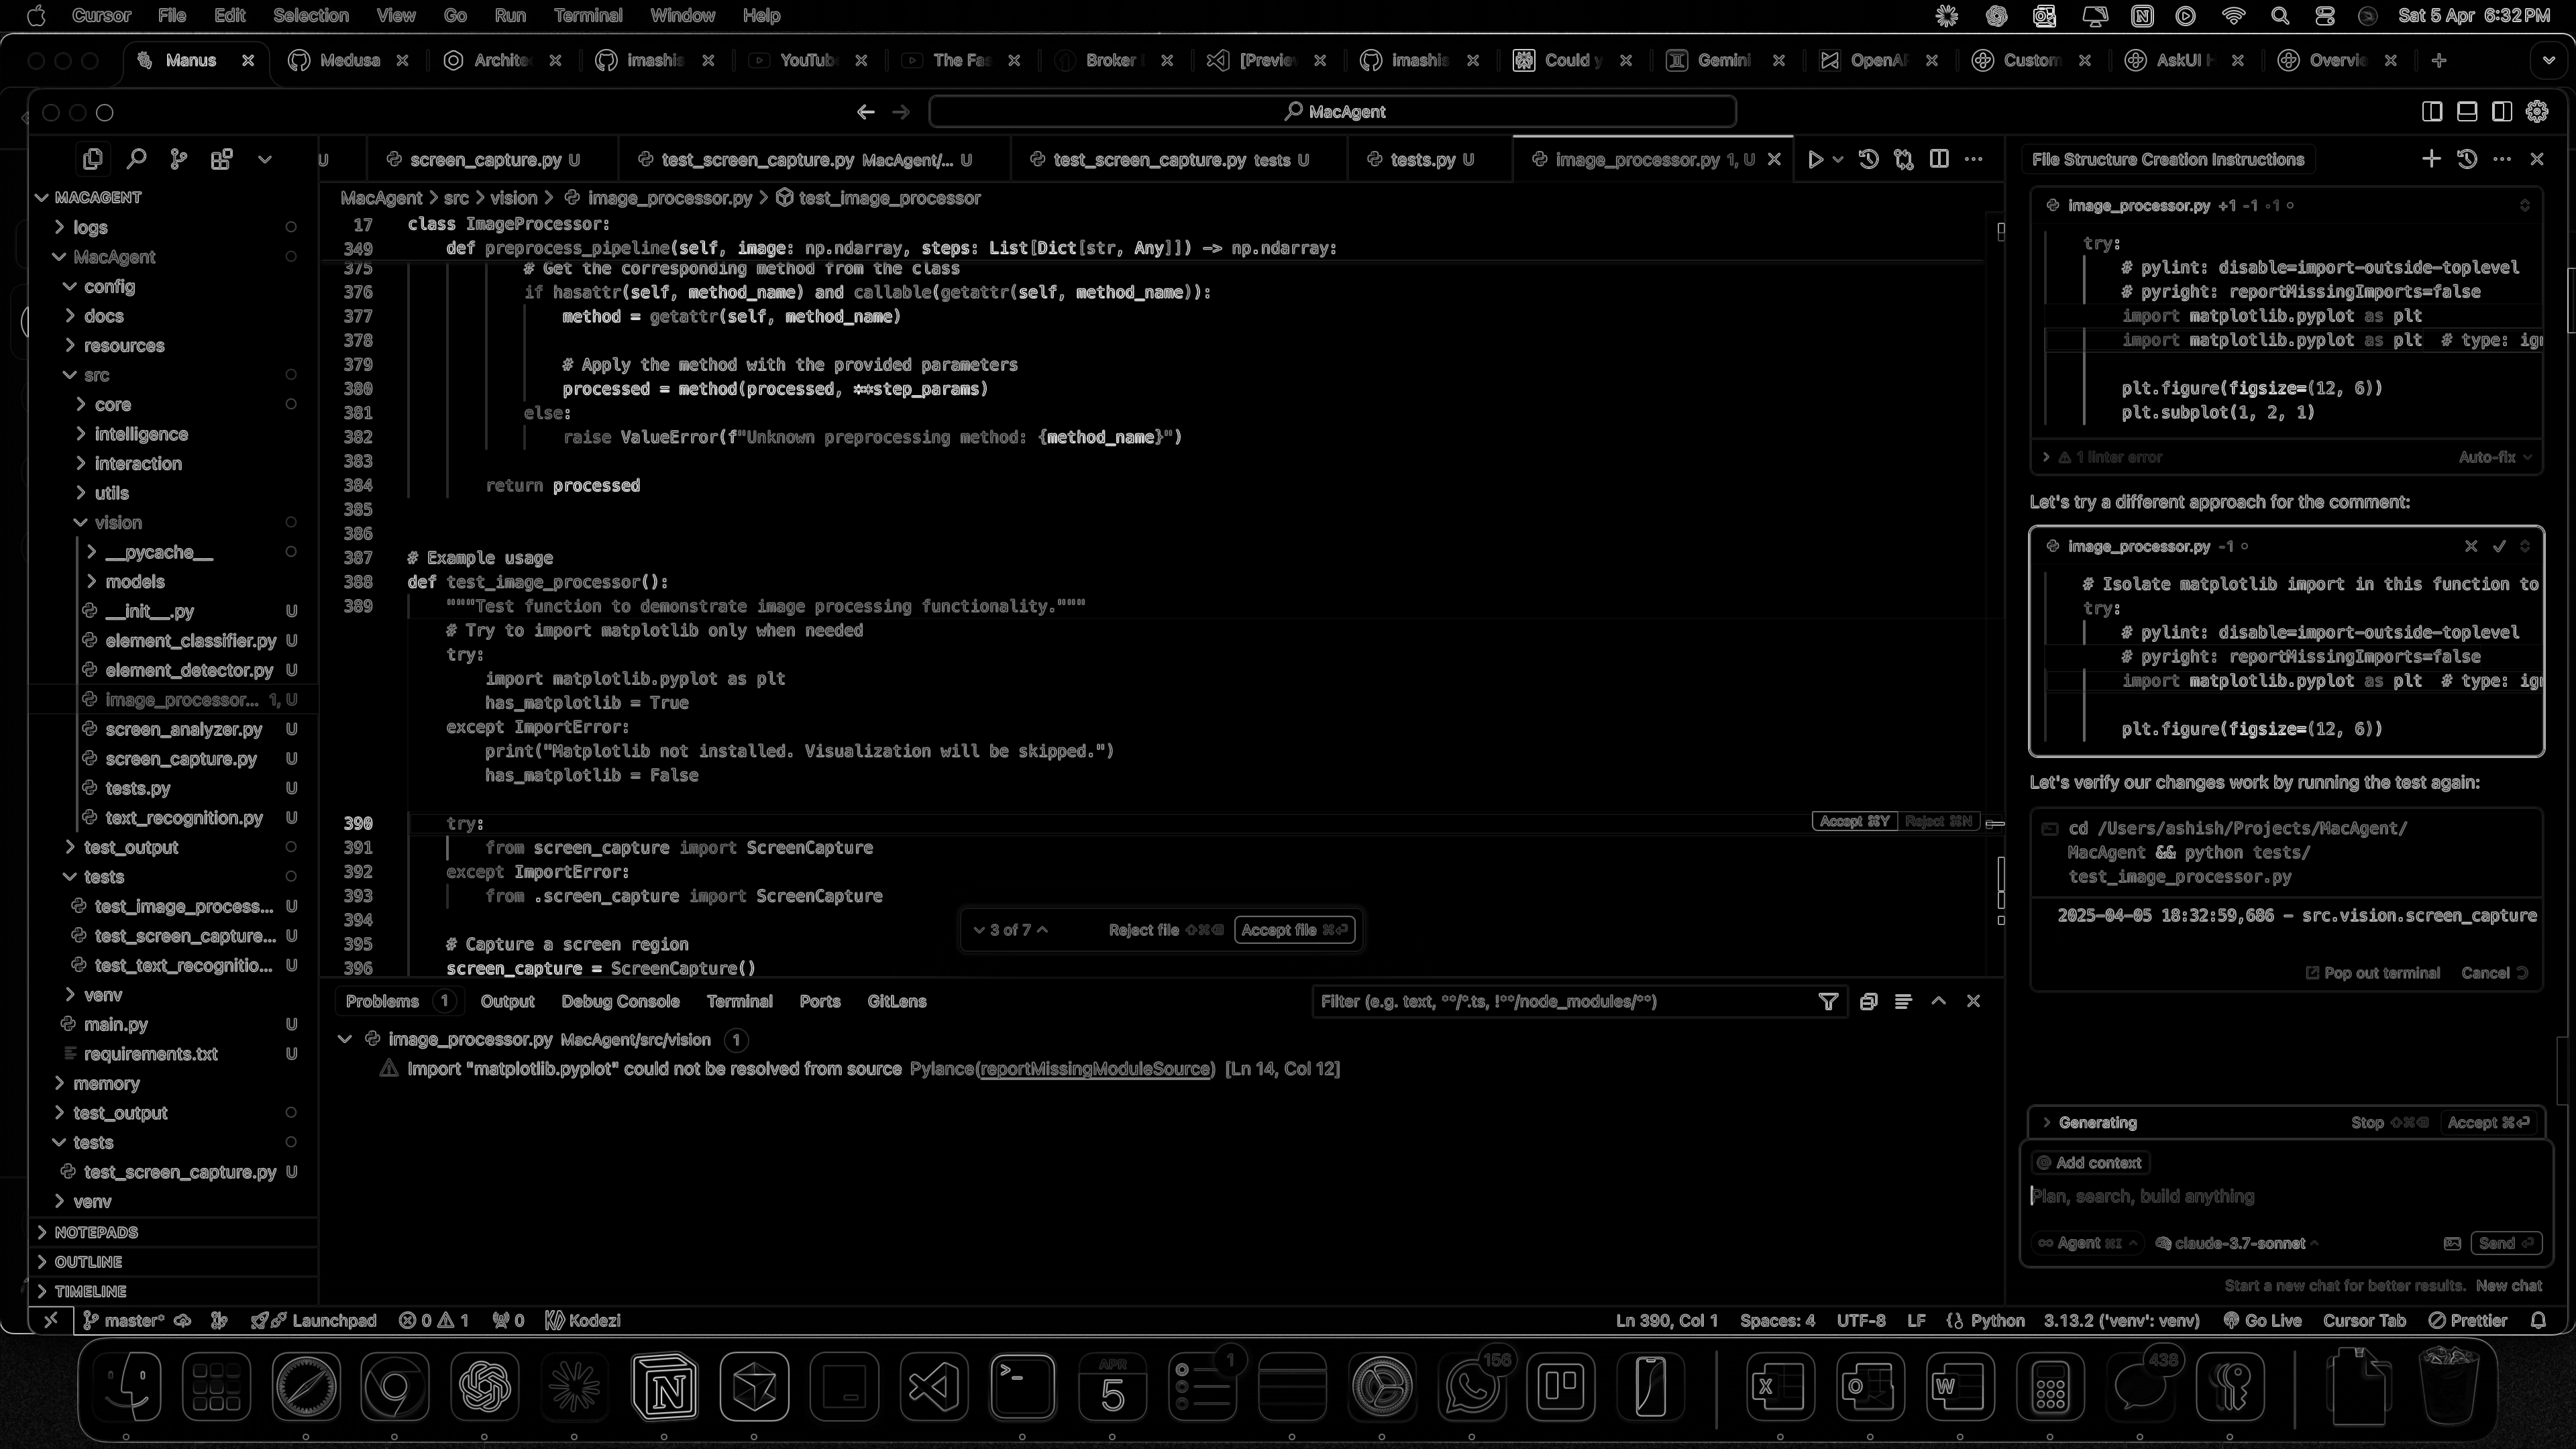 Cursor File Edit Selection View Go Run Terminal Window Help
Sat 5 Apr 6:32 PM
Manus
Medusa
Archite
imashis
YouTub
The Fas
Broker
[Preview
imashis
Could y
Gemini
OpenAI
Custom
AskUI H
Overvie
MacAgent
U
screen_capture.py U
test_screen_capture.py MacAgent/... U
test_screen_capture.py tests U
tests.py U
image_processor.py 1, U
MACAGENT
logs
MacAgent
config
docs
resources
src
core
intelligence
interaction
utils
vision
__pycache__
models
__init__.py U
element_classifier.py U
element_detector.py U
image_processor... 1, U
screen_analyzer.py U
screen_capture.py U
tests.py U
text_recognition.py U
test_output
tests
test_image_process... U
test_screen_capture... U
test_text_recognitio... U
venv
main.py U
requirements.txt U
memory
test_output
tests
test_screen_capture.py U
venv
NOTEPADS
OUTLINE
TIMELINE
MacAgent > src > vision > image_processor.py > test_image_processor
17 class ImageProcessor:
349 def preprocess_pipeline(self, image: np.ndarray, steps: List[Dict[str, Any]]) -> np.ndarray:
375 # Get the corresponding method from the class
376 if hasattr(self, method_name) and callable(getattr(self, method_name)):
377 method = getattr(self, method_name)
378
379 # Apply the method with the provided parameters
380 processed = method(processed, **step_params)
381 else:
382 raise ValueError(f"Unknown preprocessing method: {method_name}")
383
384 return processed
385
386
387 # Example usage
388 def test_image_processor():
389 """Test function to demonstrate image processing functionality."""
# Try to import matplotlib only when needed
try:
import matplotlib.pyplot as plt
has_matplotlib = True
except ImportError:
print("Matplotlib not installed. Visualization will be skipped.")
has_matplotlib = False
390 try:
Accept ⌘Y Reject ⌘N
391 from screen_capture import ScreenCapture
392 except ImportError:
393 from .screen_capture import ScreenCapture
394
395 # Capture a screen region
396 screen_capture = ScreenCapture()
3 of 7 Reject file ⇧⌘⌫ Accept file ⌘⏎
Problems 1 Output Debug Console Terminal Ports GitLens
Filter (e.g. text, **/*.ts, !**/node_modules/**)
image_processor.py MacAgent/src/vision 1
Import "matplotlib.pyplot" could not be resolved from source Pylance(reportMissingModuleSource) [Ln 14, Col 12]
File Structure Creation Instructions
image_processor.py +1 -1 1
try:
# pylint: disable=import-outside-toplevel
# pyright: reportMissingImports=false
import matplotlib.pyplot as plt
import matplotlib.pyplot as plt # type: ig
plt.figure(figsize=(12, 6))
plt.subplot(1, 2, 1)
1 linter error Auto-fix
Let's try a different approach for the comment:
image_processor.py -1
# Isolate matplotlib import in this function to
try:
# pylint: disable=import-outside-toplevel
# pyright: reportMissingImports=false
import matplotlib.pyplot as plt # type: ig
plt.figure(figsize=(12, 6))
Let's verify our changes work by running the test again:
cd /Users/ashish/Projects/MacAgent/
MacAgent && python tests/
test_image_processor.py
2025-04-05 18:32:59,686 - src.vision.screen_capture
Pop out terminal Cancel
Generating Stop ⇧⌘⌫ Accept ⌘⏎
Add context
Plan, search, build anything
Agent ⌘I claude-3.7-sonnet Send ⏎
Start a new chat for better results. New chat
master* Launchpad 0 1 0 Kodezi
Ln 390, Col 1 Spaces: 4 UTF-8 LF Python 3.13.2 ('venv': venv) Go Live Cursor Tab Prettier
APR
5
1
156
438